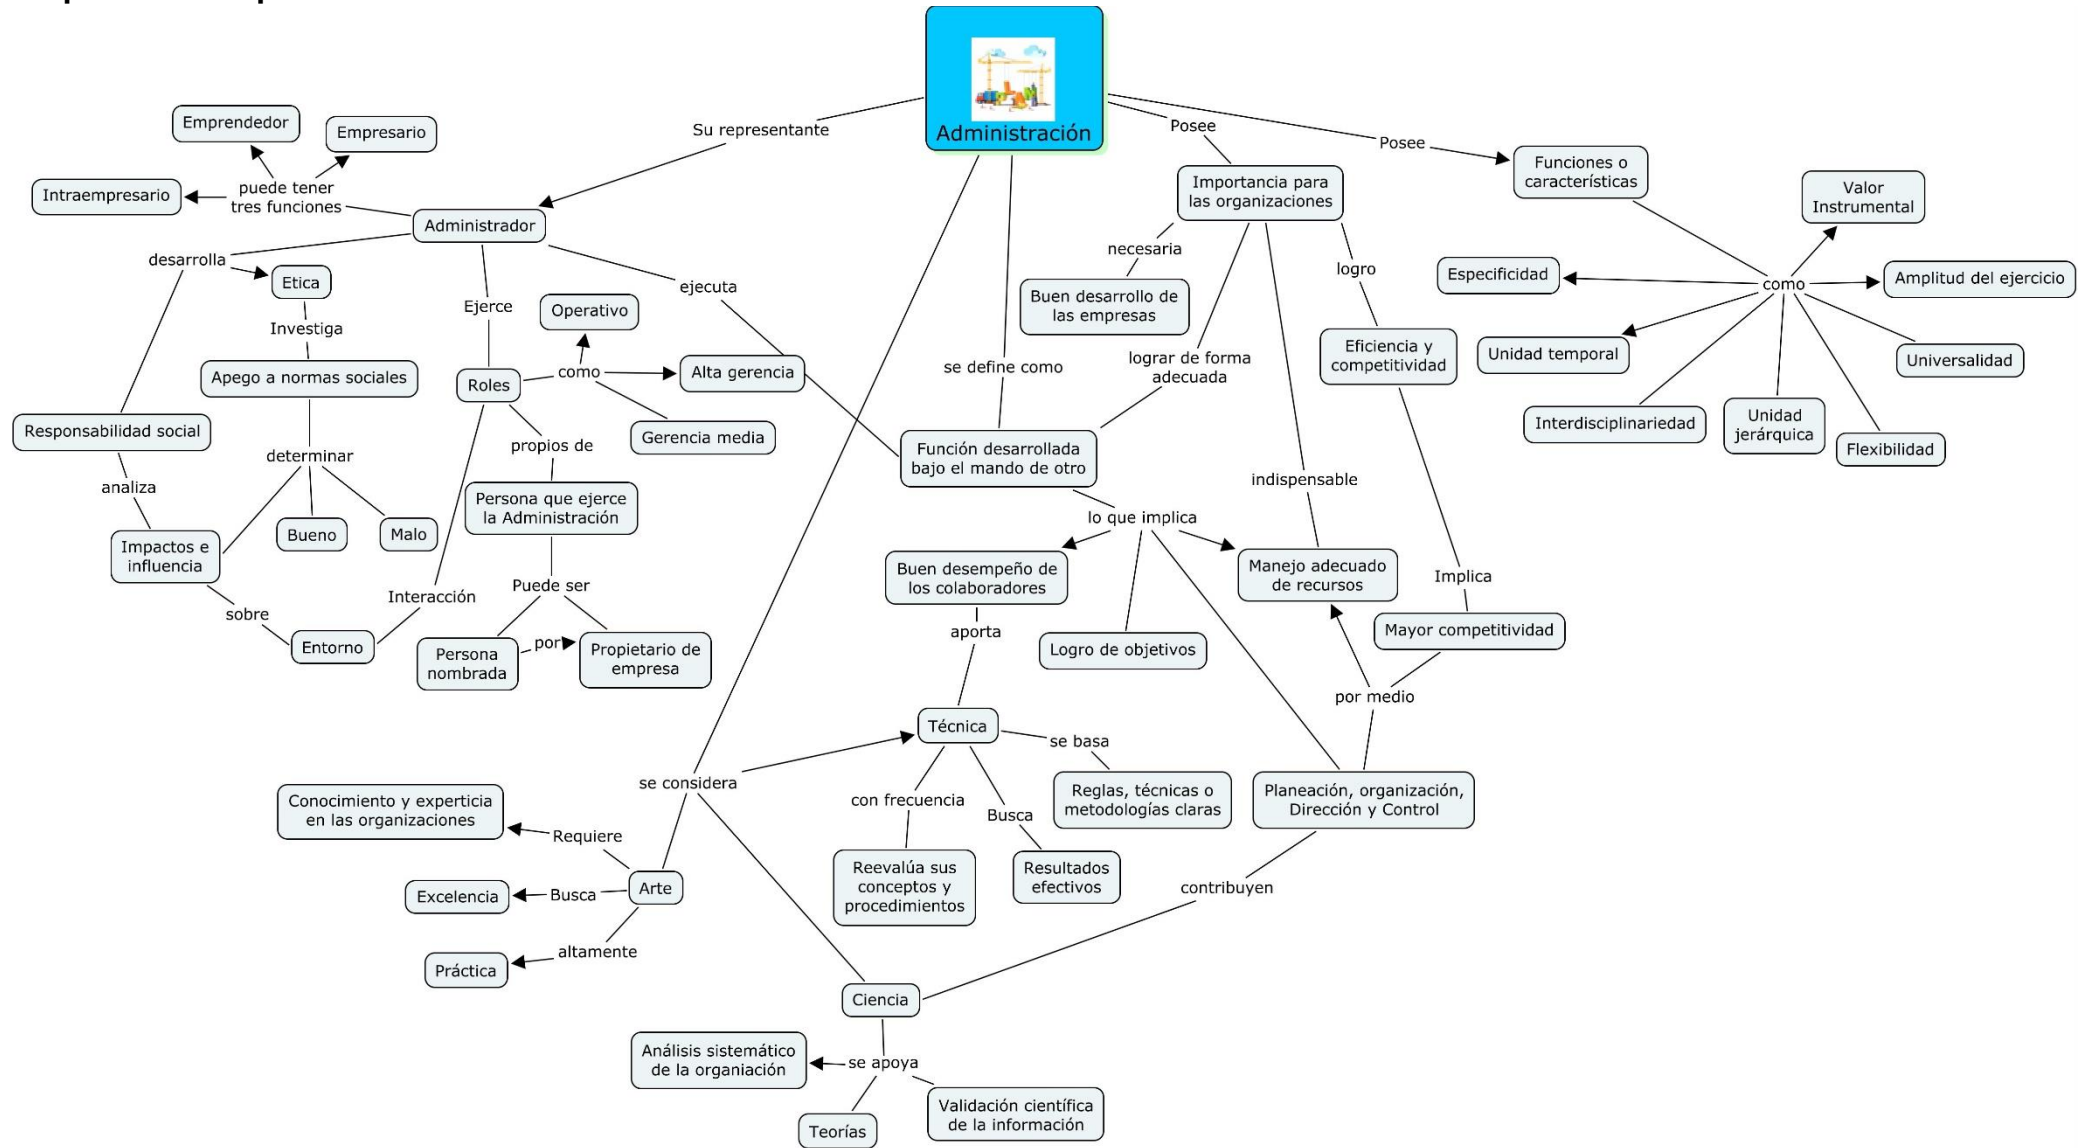 Administración
Su representante
Posee
Posee
Emprendedor
Empresario
Intraempresario
puede tener
tres funciones
Administrador
desarrolla
Etica
Investiga
Apego a normas sociales
Responsabilidad social
determinar
analiza
Bueno
Malo
Impactos e
influencia
sobre
Entorno
Interacción
Ejerce
Roles
como
Operativo
Alta gerencia
Gerencia media
propios de
Persona que ejerce
la Administración
Puede ser
Persona
nombrada
por
Propietario de
empresa
ejecuta
se define como
Función desarrollada
bajo el mando de otro
Importancia para
las organizaciones
necesaria
Buen desarrollo de
las empresas
lograr de forma
adecuada
logro
Eficiencia y
competitividad
indispensable
Implica
Mayor competitividad
lo que implica
Buen desempeño de
los colaboradores
Logro de objetivos
Manejo adecuado
de recursos
por medio
Planeación, organización,
Dirección y Control
contribuyen
aporta
Técnica
se basa
Reglas, técnicas o
metodologías claras
con frecuencia
Reevalúa sus
conceptos y
procedimientos
Busca
Resultados
efectivos
se considera
Arte
Requiere
Conocimiento y experticia
en las organizaciones
Busca
Excelencia
altamente
Práctica
Ciencia
se apoya
Análisis sistemático
de la organiación
Teorías
Validación científica
de la información
Funciones o
características
como
Valor
Instrumental
Especificidad
Amplitud del ejercicio
Unidad temporal
Universalidad
Interdisciplinariedad
Unidad
jerárquica
Flexibilidad